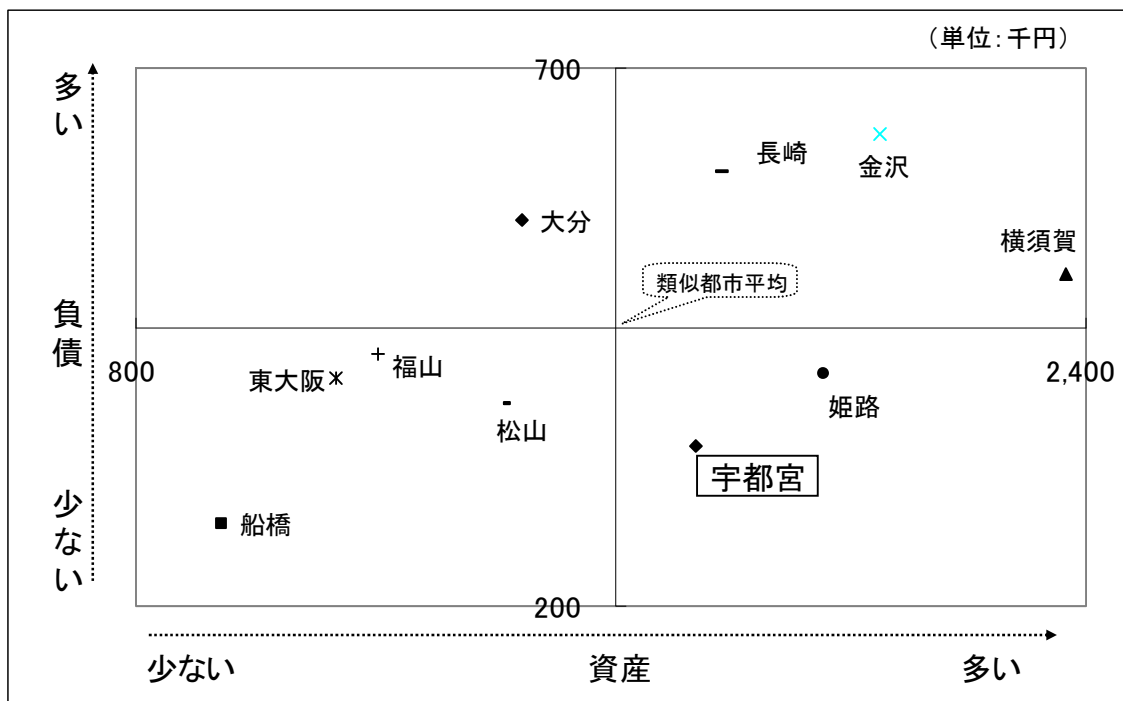 （単位：千円）
700
多い
長崎
金沢
大分
横須賀
類似都市平均
負債
福山
800
東大阪
2,400
松山
姫路
宇都宮
少ない
船橋
200
少ない
資産
多い